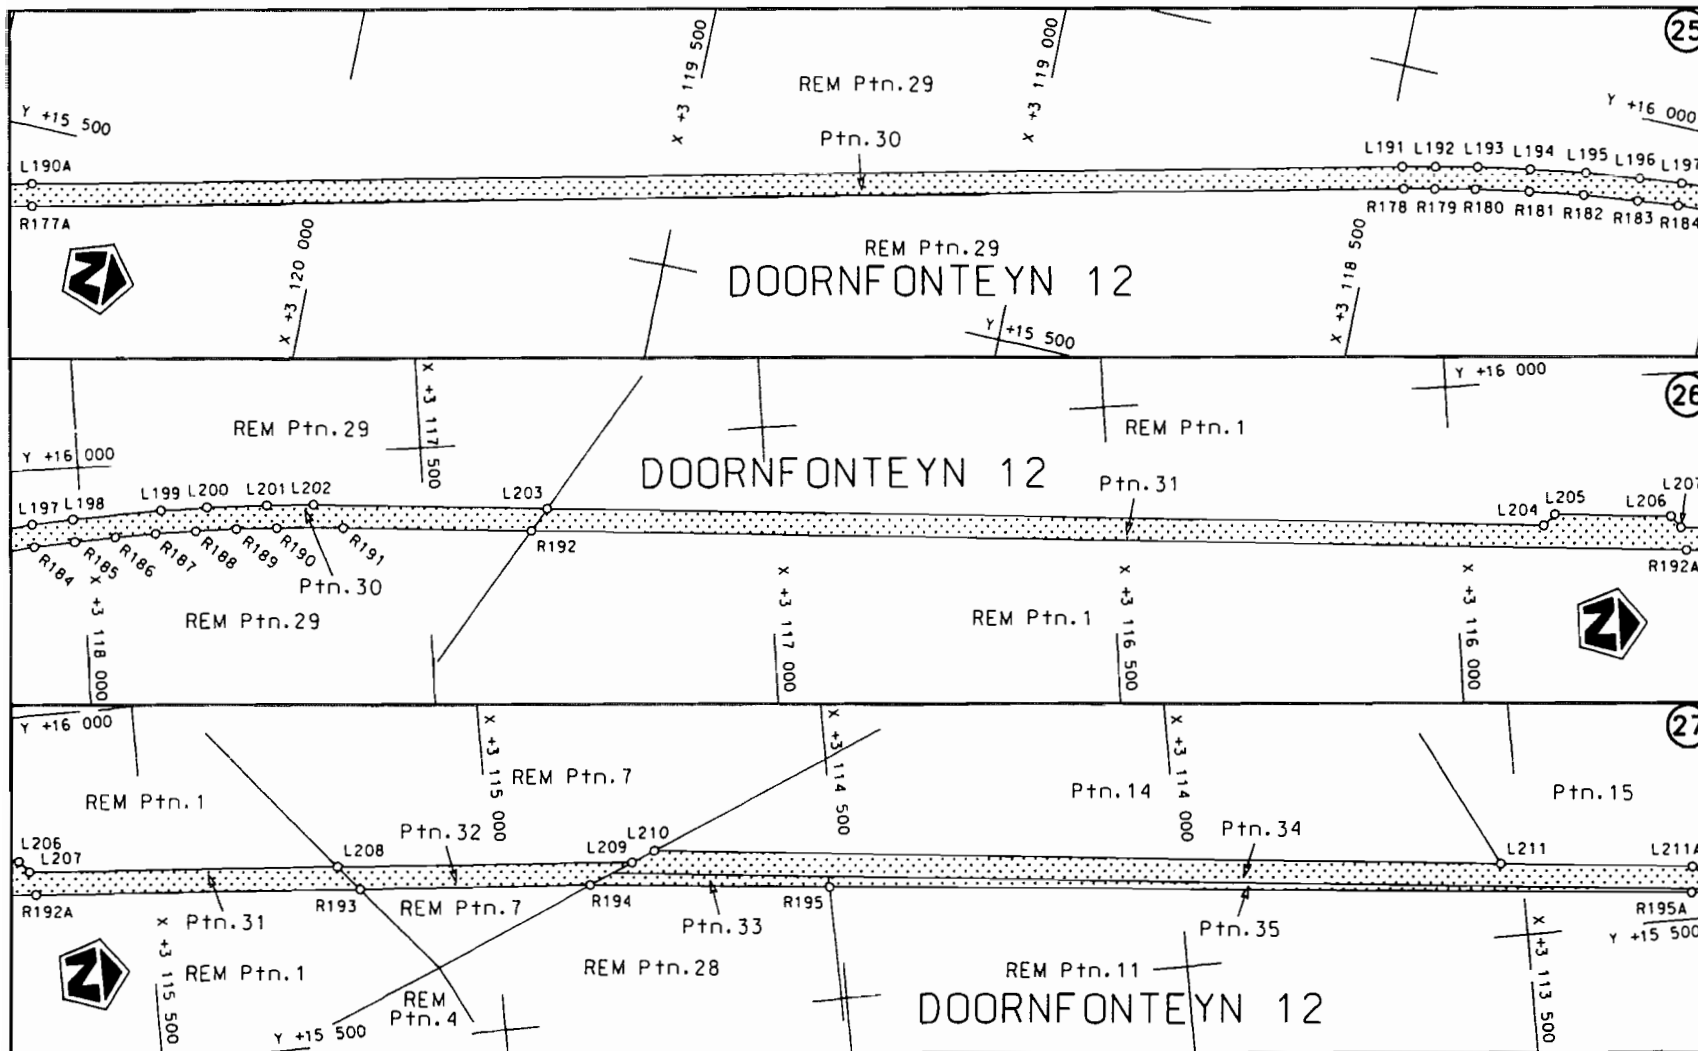 25
X +3 119 500
X +3 119 000
REM Ptn.29
Y +16 000
Y +15 500
Ptn.30
L190A
L191 L192 L193 L194 L195 L196 L197
R177A
R178 R179 R180 R181 R182 R183 R184
X +3 120 000
REM Ptn.29
X +3 118 500
DOORNFONTEYN 12
Y +15 500
26
X +3 117 500
Y +16 000
REM Ptn.29
REM Ptn.1
Y +16 000
DOORNFONTEYN 12
Ptn.31
L197 L198 L199 L200 L201 L202 L203
L204 L205 L206 L207
R184 R185 R186 R187 R188 R189 R190 R191 R192
R192A
Ptn.30
X +3 118 000
X +3 117 000
X +3 116 500
X +3 116 000
REM Ptn.29
REM Ptn.1
27
Y +16 000
X +3 115 000
X +3 114 500
X +3 114 000
REM Ptn.7
REM Ptn.1
Ptn.14
Ptn.15
Ptn.32
Ptn.34
L206
L207
L208
L209
L210
L211
L211A
R192A
R193
REM Ptn.7
R194
R195
R195A
Ptn.31
Ptn.33
Ptn.35
Y +15 500
X +3 115 500
REM Ptn.1
REM Ptn.28
REM Ptn.11
X +3 113 500
REM
Ptn.4
DOORNFONTEYN 12
Y +15 500